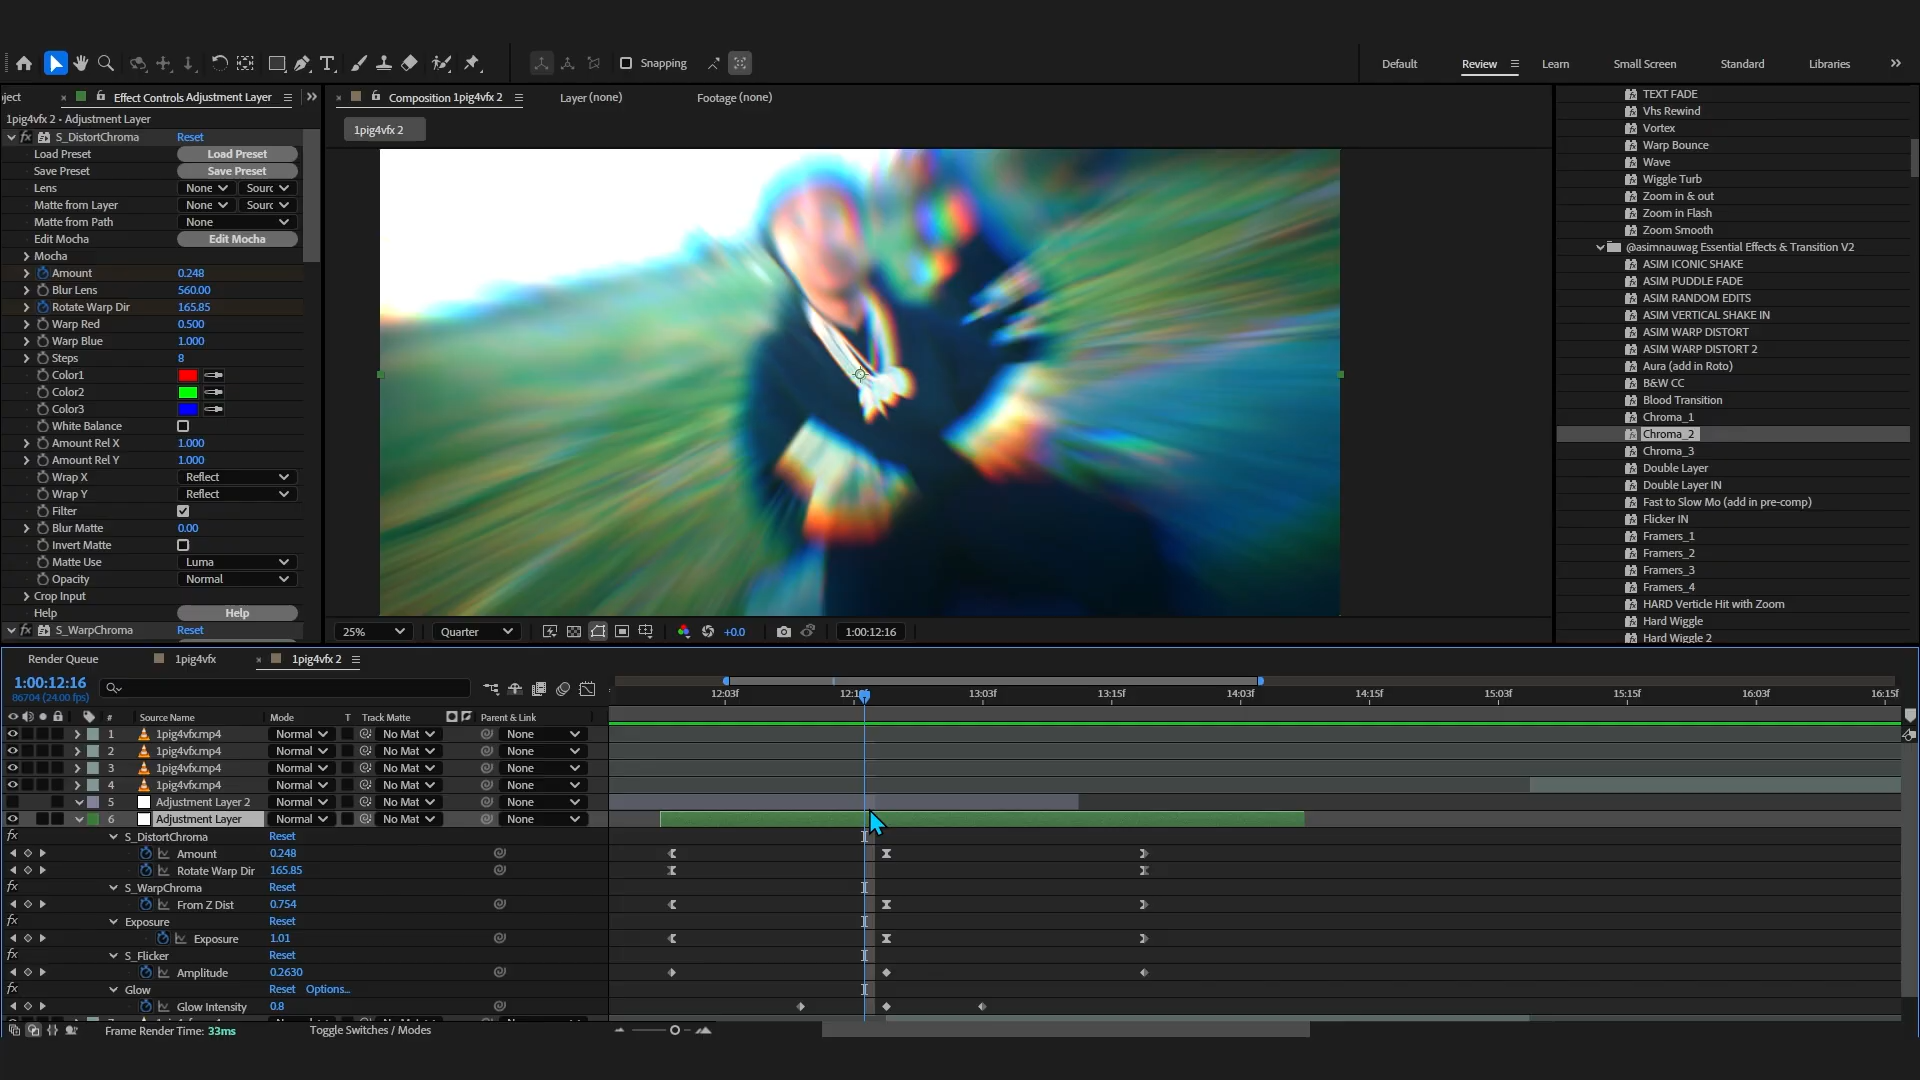 Snapping
Default
Review
Learn
Small Screen
Standard
Libraries
ject
Effect Controls Adjustment Layer
Composition 1pig4vfx 2
Layer (none)
Footage (none)
1pig4vfx 2 - Adjustment Layer
1pig4vfx 2
S_DistortChroma Reset
Load Preset Load Preset
Save Preset Save Preset
Lens None Sourc
Matte from Layer None Sourc
Matte from Path None
Edit Mocha Edit Mocha
Mocha
Amount 0.248
Blur Lens 560.00
Rotate Warp Dir 165.85
Warp Red 0.500
Warp Blue 1.000
Steps 8
Color1
Color2
Color3
White Balance
Amount Rel X 1.000
Amount Rel Y 1.000
Wrap X Reflect
Wrap Y Reflect
Filter
Blur Matte 0.00
Invert Matte
Matte Use Luma
Opacity Normal
Crop Input
Help Help
S_WarpChroma Reset
25% Quarter +0.0 1:00:12:16
TEXT FADE
Vhs Rewind
Vortex
Warp Bounce
Wave
Wiggle Turb
Zoom in & out
Zoom in Flash
Zoom Smooth
@asimnauwag Essential Effects & Transition V2
ASIM ICONIC SHAKE
ASIM PUDDLE FADE
ASIM RANDOM EDITS
ASIM VERTICAL SHAKE IN
ASIM WARP DISTORT
ASIM WARP DISTORT 2
Aura (add in Roto)
B&W CC
Blood Transition
Chroma_1
Chroma_2
Chroma_3
Double Layer
Double Layer IN
Fast to Slow Mo (add in pre-comp)
Flicker IN
Framers_1
Framers_2
Framers_3
Framers_4
HARD Verticle Hit with Zoom
Hard Wiggle
Hard Wiggle 2
Render Queue 1pig4vfx 1pig4vfx 2
1:00:12:16
86704 (24.00 fps)
12:03f 12:1 13:03f 13:15f 14:03f 14:15f 15:03f 15:15f 16:03f 16:15f
# Source Name Mode T Track Matte Parent & Link
1 1pig4vfx.mp4 Normal No Mat None
2 1pig4vfx.mp4 Normal No Mat None
3 1pig4vfx.mp4 Normal No Mat None
4 1pig4vfx.mp4 Normal No Mat None
5 Adjustment Layer 2 Normal No Mat None
6 Adjustment Layer Normal No Mat None
fx S_DistortChroma Reset
Amount 0.248
Rotate Warp Dir 165.85
fx S_WarpChroma Reset
From Z Dist 0.754
fx Exposure Reset
Exposure 1.01
fx S_Flicker Reset
Amplitude 0.2630
fx Glow Reset Options...
Glow Intensity 0.8
Frame Render Time: 33ms Toggle Switches / Modes